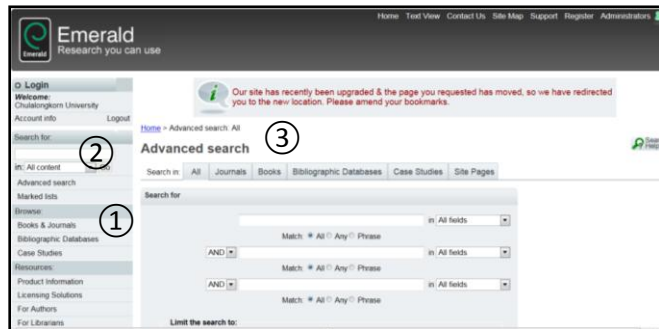 Home Text View Contact Us Site Map Support Register Administrators
Emerald
Research you can use
Emerald
Login
Welcome:
Chulalongkorn University
Account info Logout
Our site has recently been upgraded & the page you requested has moved, so we have redirected
you to the new location. Please amend your bookmarks.
Search for:
②
in: All content
Advanced search
Marked lists
Browse:
①
Books & Journals
Bibliographic Databases
Case Studies
Resources:
Product Information
Licensing Solutions
For Authors
For Librarians
Home > Advanced search: All
③
Advanced search
Search in: All Journals Books Bibliographic Databases Case Studies Site Pages
Search for
in All fields
Match: All Any Phrase
AND in All fields
Match: All Any Phrase
AND in All fields
Match: All Any Phrase
Limit the search to: